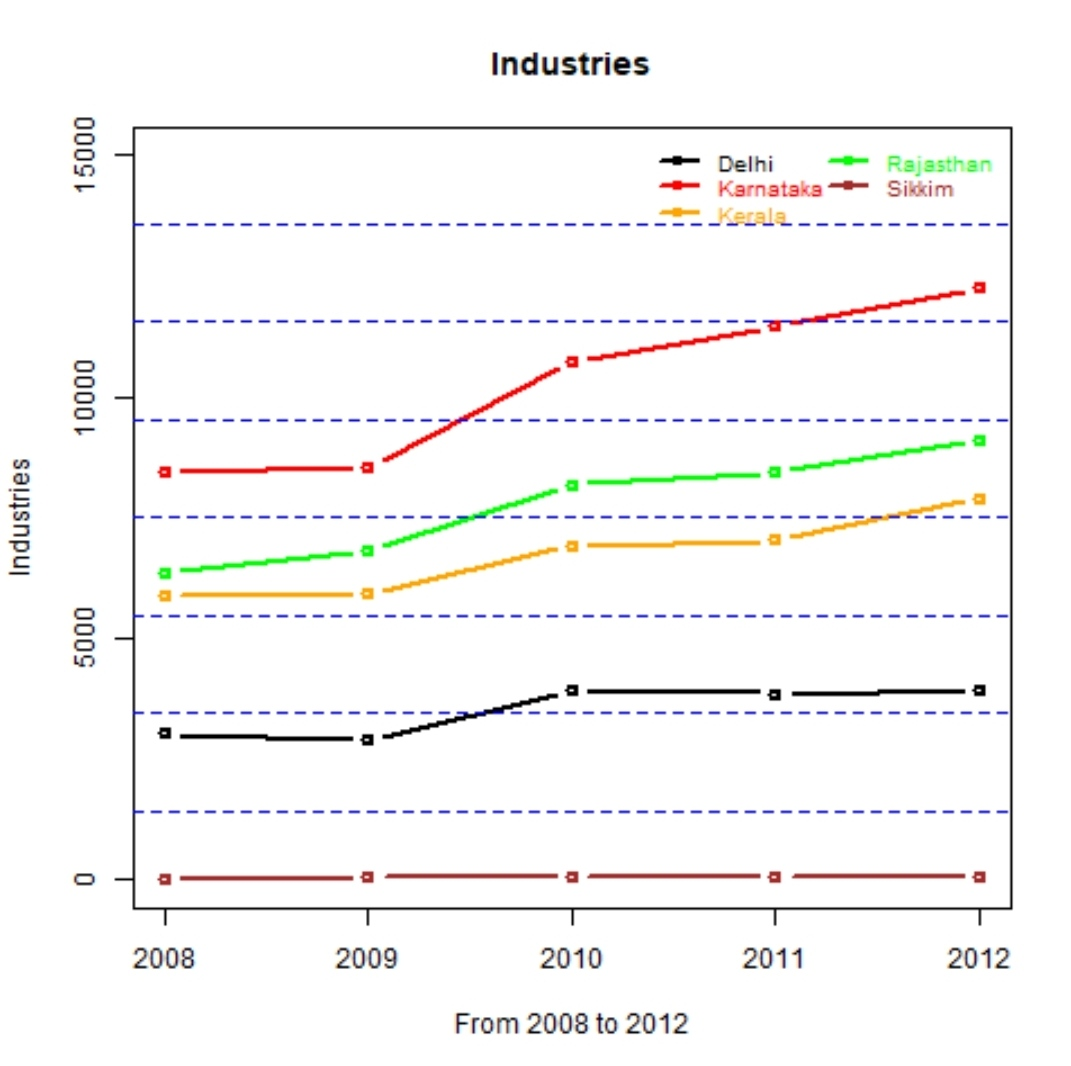 Industries
15000
10000
5000
0
Industries
Delhi
Karnataka
Kerala
Rajasthan
Sikkim
2008 2009 2010 2011 2012
From 2008 to 2012